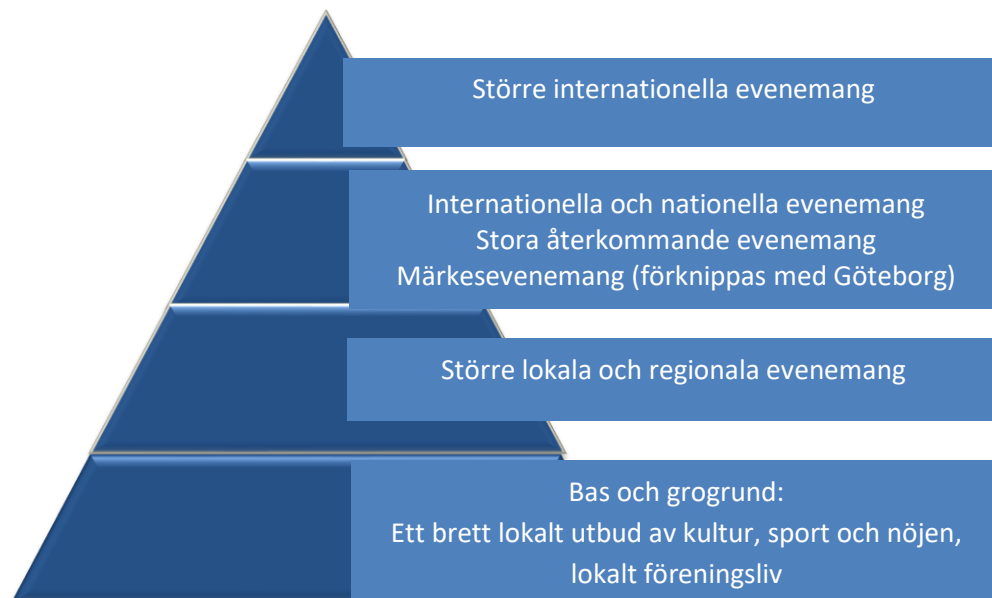 Större internationella evenemang
Internationella och nationella evenemang
Stora återkommande evenemang
Märkesevenemang (förknippas med Göteborg)
Större lokala och regionala evenemang
Bas och grogrund:
Ett brett lokalt utbud av kultur, sport och nöjen,
lokalt föreningsliv